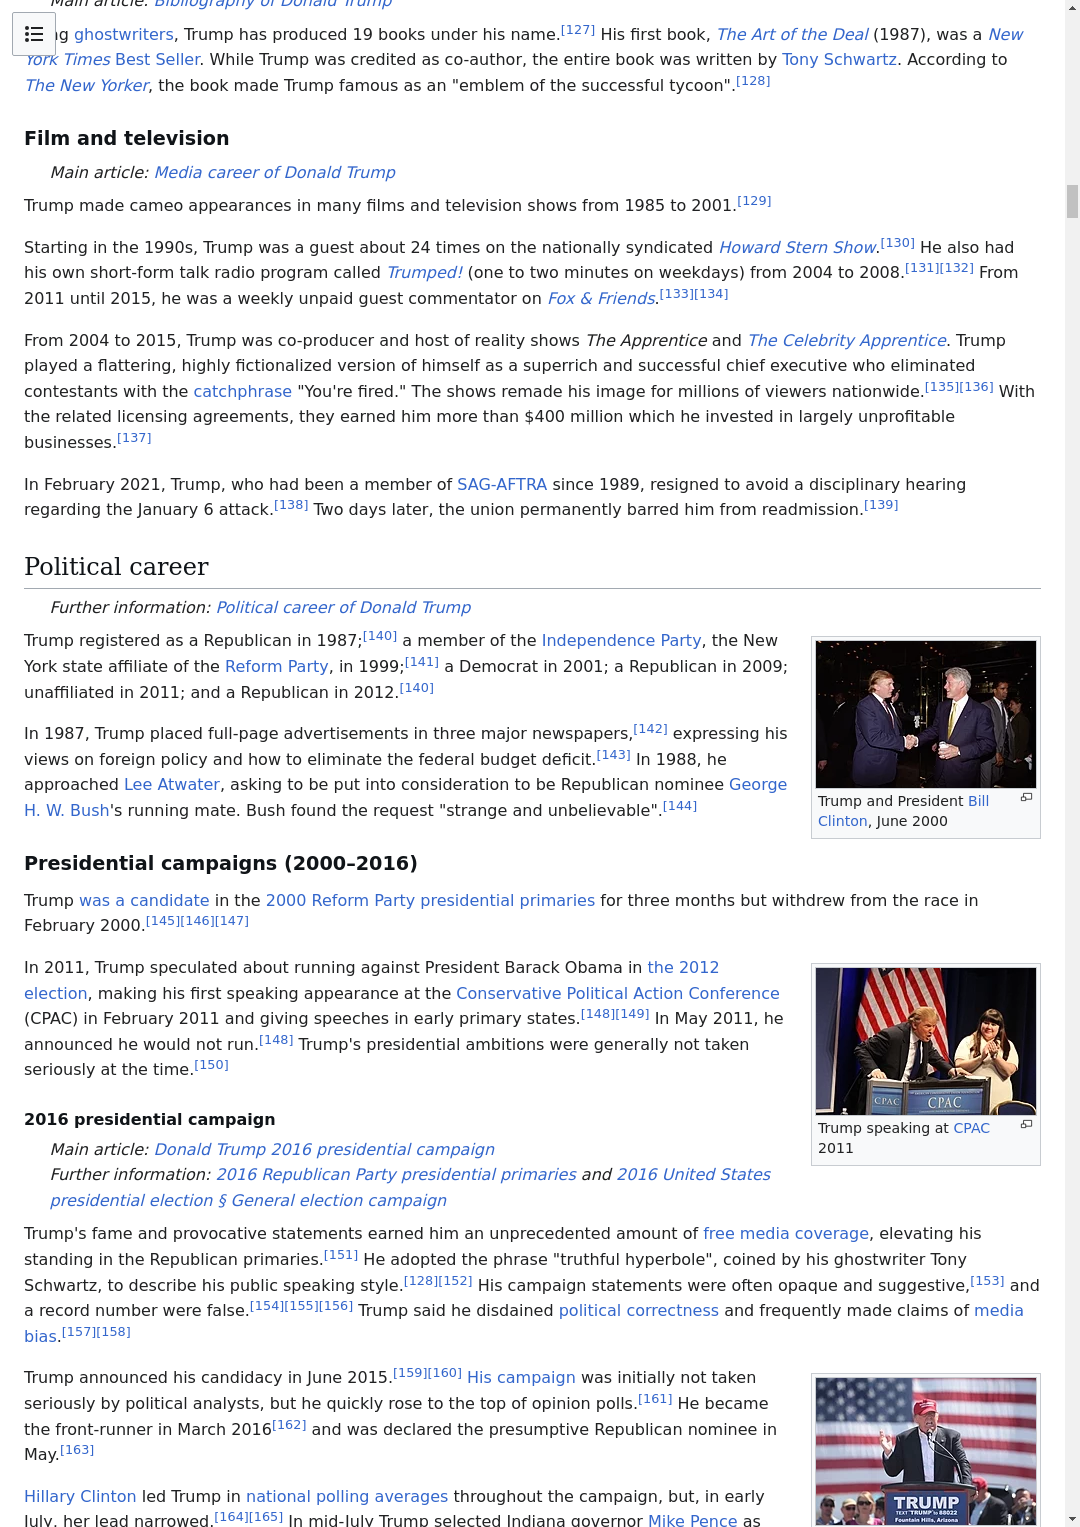 Main article: Bibliography of Donald Trump
g ghostwriters, Trump has produced 19 books under his name.[127] His first book, The Art of the Deal (1987), was a New
York Times Best Seller. While Trump was credited as co-author, the entire book was written by Tony Schwartz. According to
The New Yorker, the book made Trump famous as an "emblem of the successful tycoon".[128]
Film and television
Main article: Media career of Donald Trump
Trump made cameo appearances in many films and television shows from 1985 to 2001.[129]
Starting in the 1990s, Trump was a guest about 24 times on the nationally syndicated Howard Stern Show.[130] He also had
his own short-form talk radio program called Trumped! (one to two minutes on weekdays) from 2004 to 2008.[131][132] From
2011 until 2015, he was a weekly unpaid guest commentator on Fox & Friends.[133][134]
From 2004 to 2015, Trump was co-producer and host of reality shows The Apprentice and The Celebrity Apprentice. Trump
played a flattering, highly fictionalized version of himself as a superrich and successful chief executive who eliminated
contestants with the catchphrase "You're fired." The shows remade his image for millions of viewers nationwide.[135][136] With
the related licensing agreements, they earned him more than $400 million which he invested in largely unprofitable
businesses.[137]
In February 2021, Trump, who had been a member of SAG-AFTRA since 1989, resigned to avoid a disciplinary hearing
regarding the January 6 attack.[138] Two days later, the union permanently barred him from readmission.[139]
Political career
Further information: Political career of Donald Trump
Trump registered as a Republican in 1987;[140] a member of the Independence Party, the New
York state affiliate of the Reform Party, in 1999;[141] a Democrat in 2001; a Republican in 2009;
unaffiliated in 2011; and a Republican in 2012.[140]
In 1987, Trump placed full-page advertisements in three major newspapers,[142] expressing his
views on foreign policy and how to eliminate the federal budget deficit.[143] In 1988, he
approached Lee Atwater, asking to be put into consideration to be Republican nominee George
H. W. Bush's running mate. Bush found the request "strange and unbelievable".[144]
Trump and President Bill
Clinton, June 2000
Presidential campaigns (2000–2016)
Trump was a candidate in the 2000 Reform Party presidential primaries for three months but withdrew from the race in
February 2000.[145][146][147]
In 2011, Trump speculated about running against President Barack Obama in the 2012
election, making his first speaking appearance at the Conservative Political Action Conference
(CPAC) in February 2011 and giving speeches in early primary states.[148][149] In May 2011, he
announced he would not run.[148] Trump's presidential ambitions were generally not taken
seriously at the time.[150]
CPAC
CPAC
Trump speaking at CPAC
2011
2016 presidential campaign
Main article: Donald Trump 2016 presidential campaign
Further information: 2016 Republican Party presidential primaries and 2016 United States
presidential election § General election campaign
Trump's fame and provocative statements earned him an unprecedented amount of free media coverage, elevating his
standing in the Republican primaries.[151] He adopted the phrase "truthful hyperbole", coined by his ghostwriter Tony
Schwartz, to describe his public speaking style.[128][152] His campaign statements were often opaque and suggestive,[153] and
a record number were false.[154][155][156] Trump said he disdained political correctness and frequently made claims of media
bias.[157][158]
Trump announced his candidacy in June 2015.[159][160] His campaign was initially not taken
seriously by political analysts, but he quickly rose to the top of opinion polls.[161] He became
the front-runner in March 2016[162] and was declared the presumptive Republican nominee in
May.[163]
TRUMP
TEXT "TRUMP" to 88022
Fountain Hills, Arizona
Hillary Clinton led Trump in national polling averages throughout the campaign, but, in early
July, her lead narrowed.[164][165] In mid-July Trump selected Indiana governor Mike Pence as